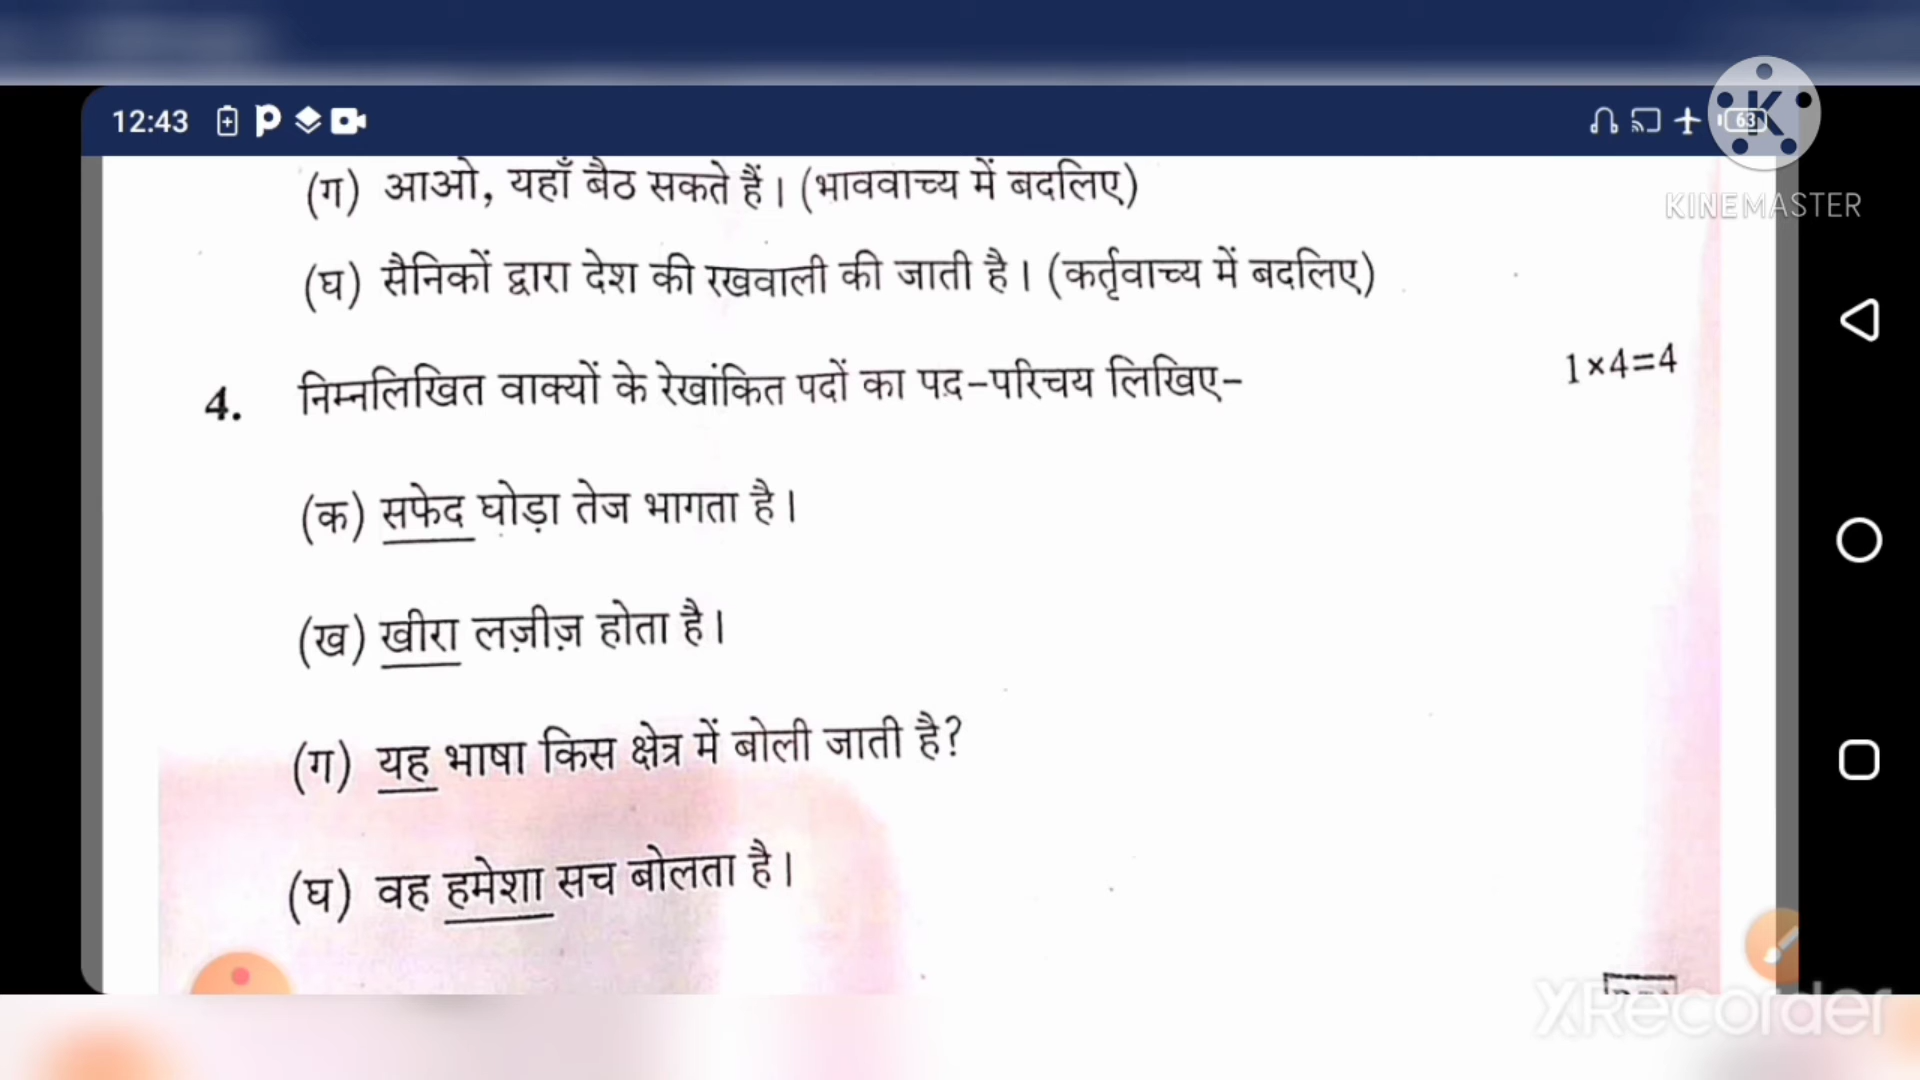 12:43
63
K
KINEMASTER
(ग) आओ, यहाँ बैठ सकते हैं। (भाववाच्य में बदलिए)
(घ) सैनिकों द्वारा देश की रखवाली की जाती है। (कर्तृवाच्य में बदलिए)
4. निम्नलिखित वाक्यों के रेखांकित पदों का पद-परिचय लिखिए- 1×4=4
(क) सफेद घोड़ा तेज भागता है।
(ख) खीरा लज़ीज़ होता है।
(ग) यह भाषा किस क्षेत्र में बोली जाती है?
(घ) वह हमेशा सच बोलता है।
XRecorder